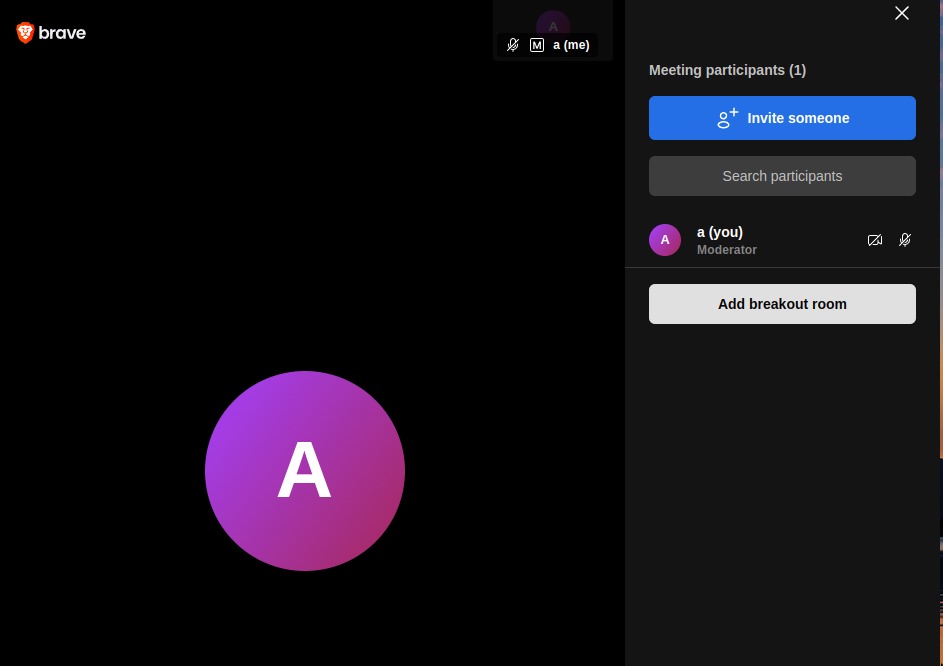 brave
A
M a (me)
Meeting participants (1)
Invite someone
Search participants
A
a (you)
Moderator
Add breakout room
A